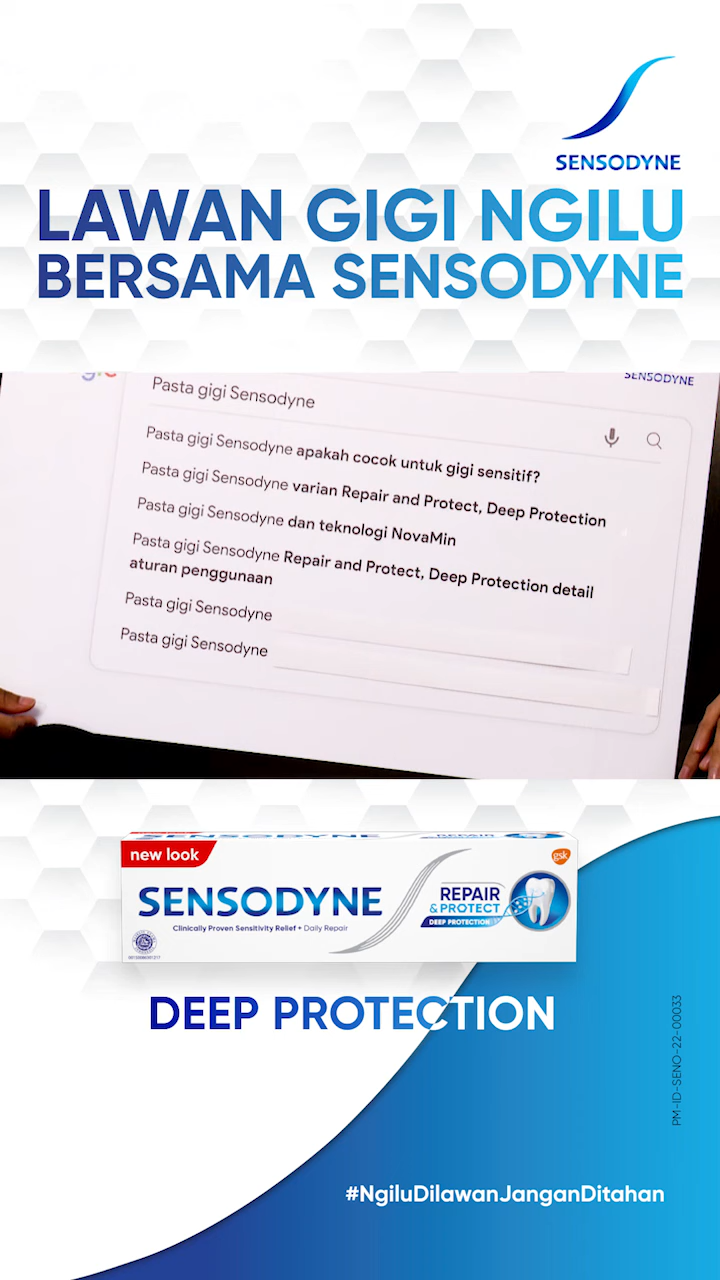 SENSODYNE
LAWAN GIGI NGILU
BERSAMA SENSODYNE
SENSODYNE
Pasta gigi Sensodyne
Pasta gigi Sensodyne apakah cocok untuk gigi sensitif?
Pasta gigi Sensodyne varian Repair and Protect, Deep Protection
Pasta gigi Sensodyne dan teknologi NovaMin
Pasta gigi Sensodyne Repair and Protect, Deep Protection detail
aturan penggunaan
Pasta gigi Sensodyne
Pasta gigi Sensodyne
new look
gsk
SENSODYNE
REPAIR
& PROTECT
DEEP PROTECTION
Clinically Proven Sensitivity Relief + Daily Repair
DEEP PROTECTION
PM-ID-SENO-22-00033
#NgiluDilawanJanganDitahan